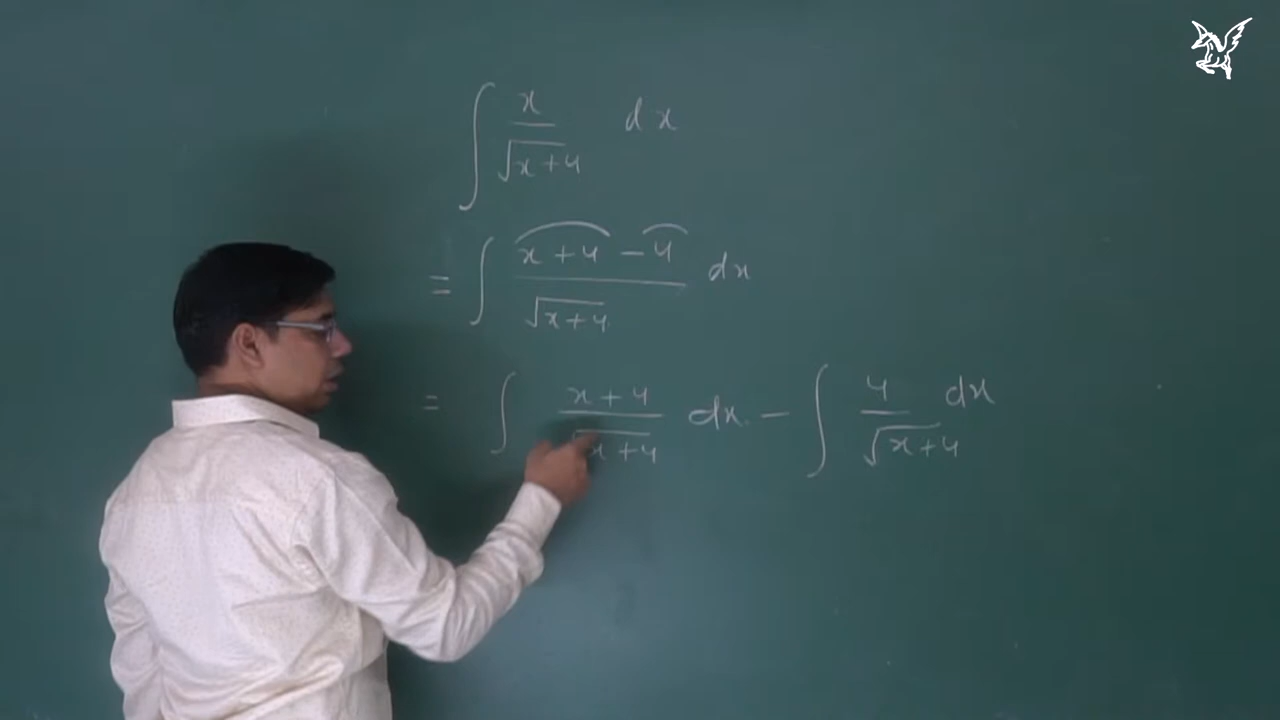 ∫ x/√(x+4) dx
= ∫ (x+4 −4)/√(x+4) dx
= ∫ (x+4)/√(x+4) dx. − ∫ 4/√(x+4) dx